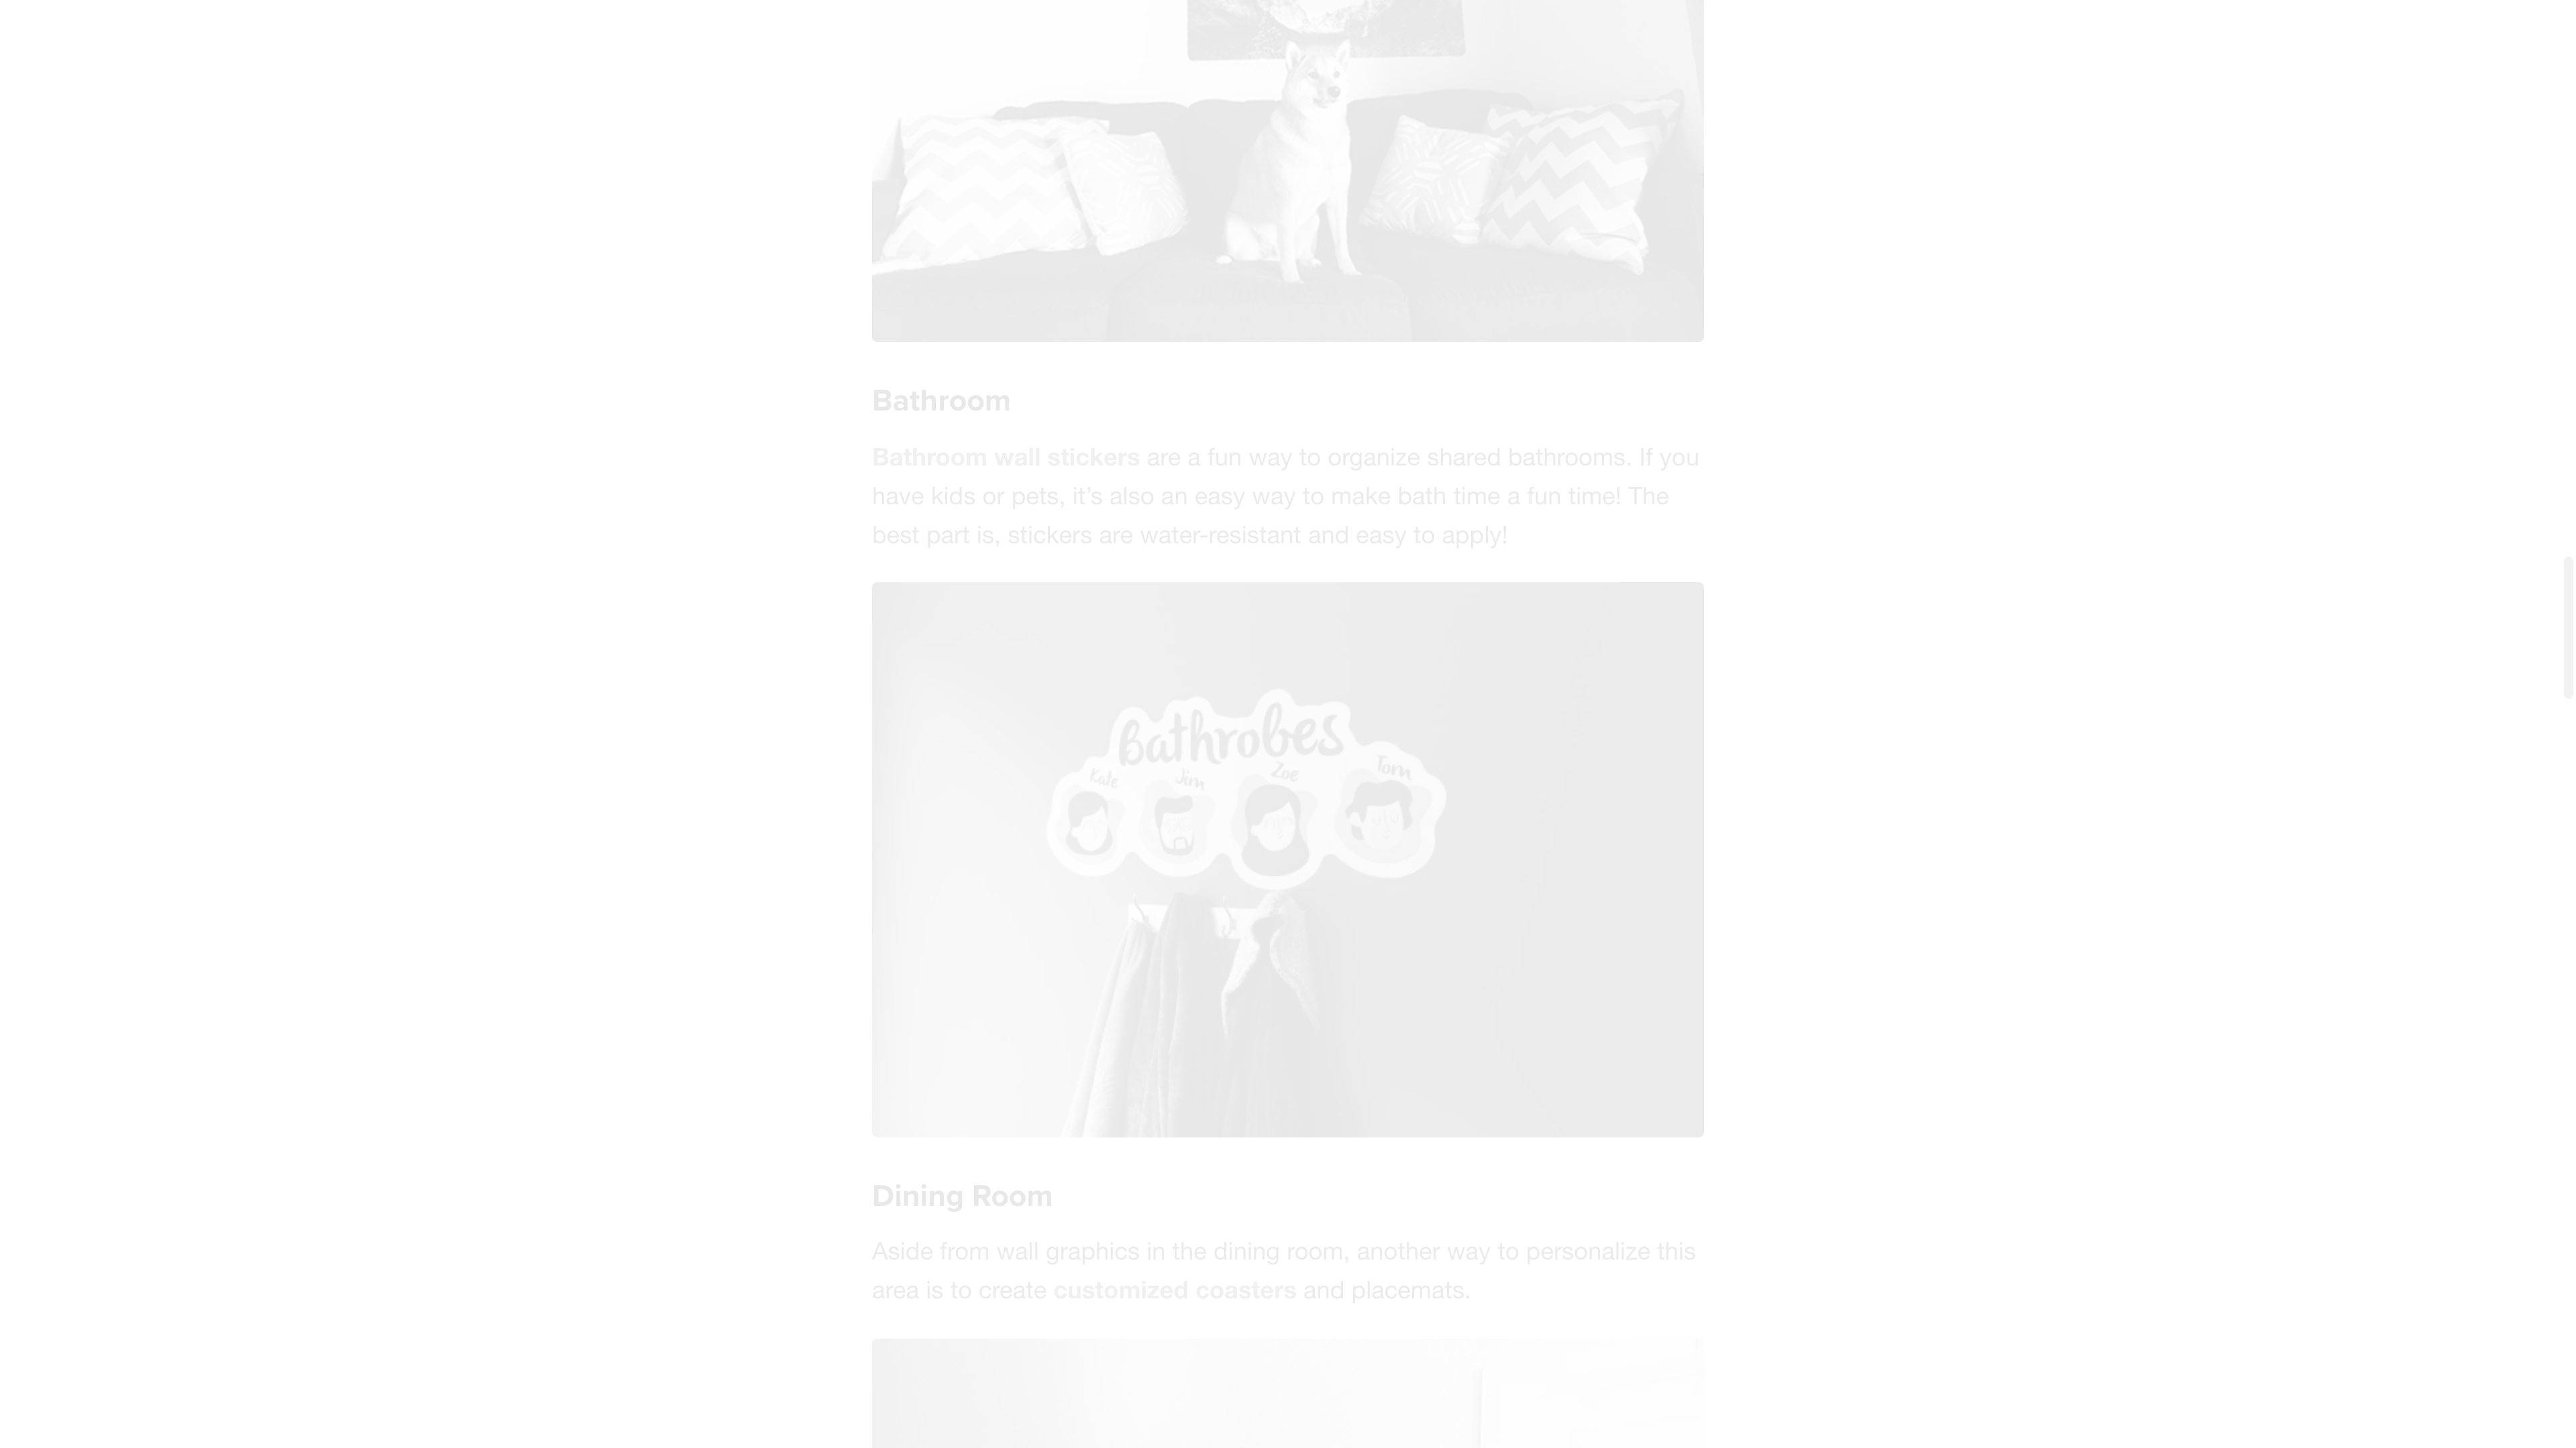 Bathroom
Bathroom wall stickers are a fun way to organize shared bathrooms. If you
have kids or pets, it’s also an easy way to make bath time a fun time! The
best part is, stickers are water-resistant and easy to apply!
Bathrobes
Kate Jim Zoe Tom
Dining Room
Aside from wall graphics in the dining room, another way to personalize this
area is to create customized coasters and placemats.